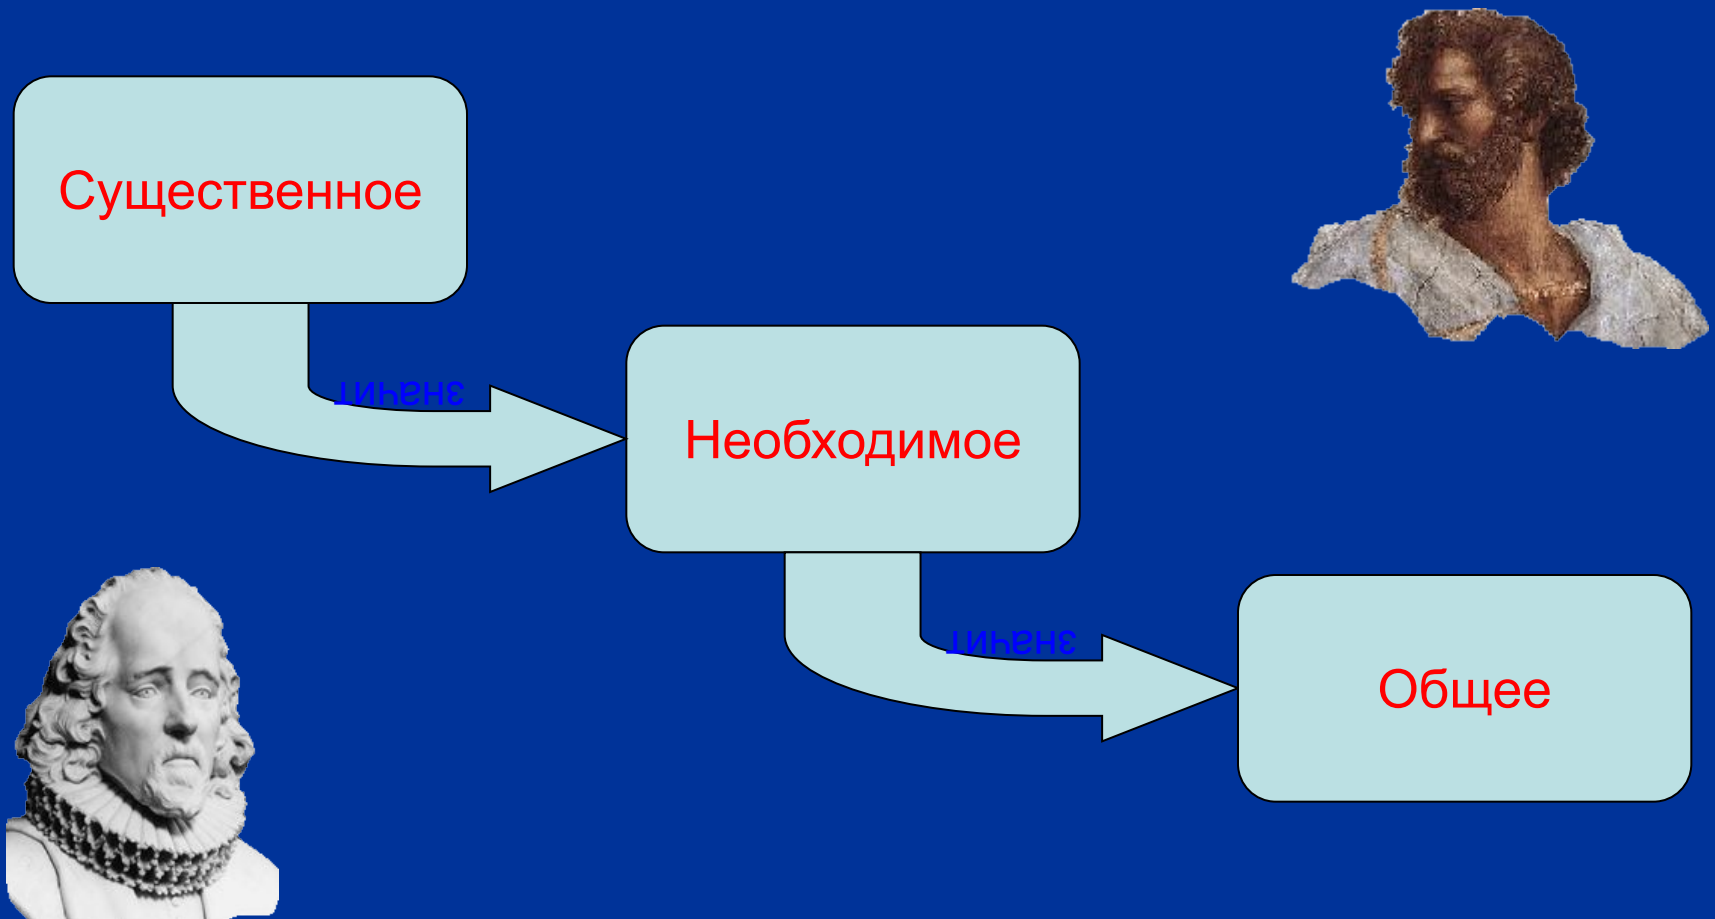 Существенное
значит
Необходимое
значит
Общее